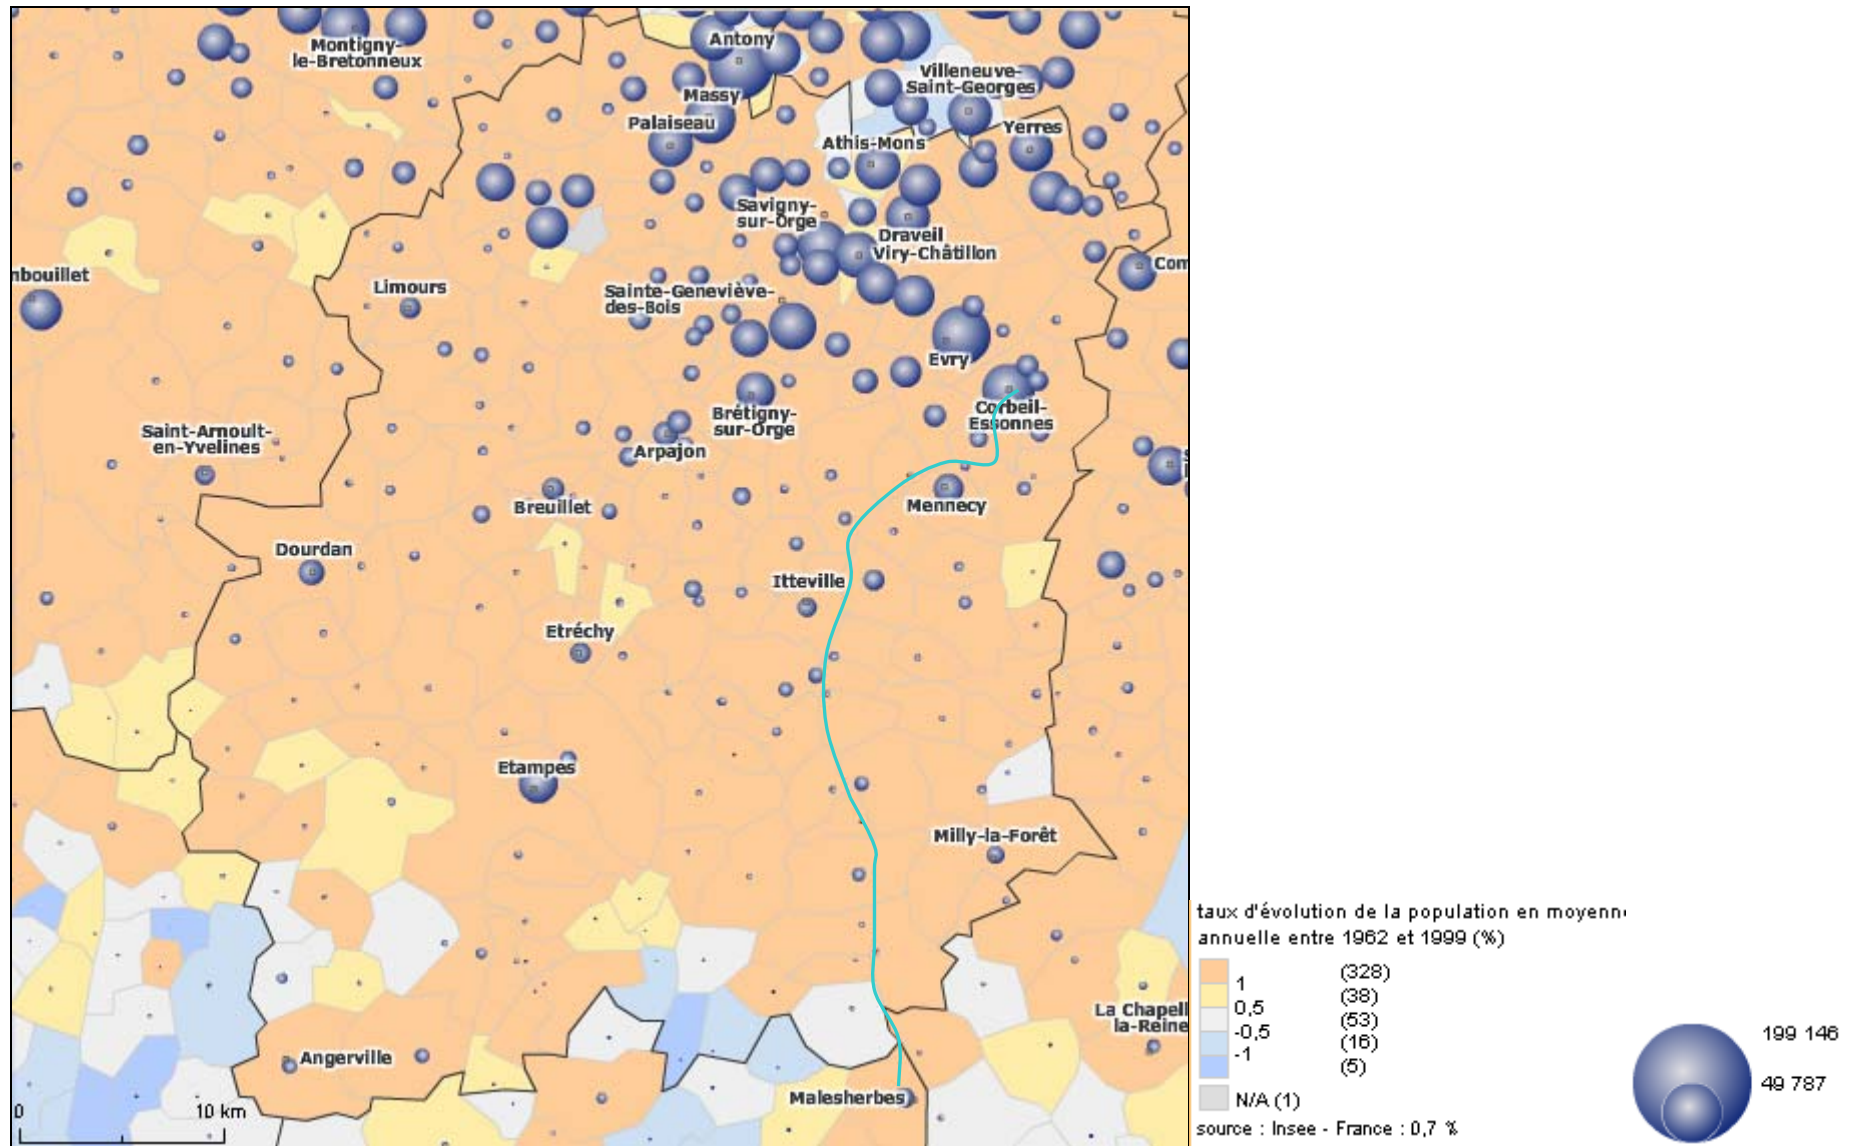 Montigny-
le-Bretonneux
Antony
Massy
Palaiseau
Villeneuve-
Saint-Georges
Athis-Mons
Yerres
Savigny-
sur-Orge
Draveil
Viry-Châtillon
nbouillet
Limours
Com
Sainte-Geneviève-
des-Bois
Evry
Corbeil-
Essonnes
Brétigny-
sur-Orge
Saint-Arnoult-
en-Yvelines
Arpajon
Breuillet
Mennecy
Dourdan
Itteville
Etréchy
Etampes
Milly-la-Forêt
La Chapell
la-Reine
Angerville
Malesherbes
0
10 km
taux d'évolution de la population en moyenn
annuelle entre 1962 et 1999 (%)
(328)
1
(38)
0,5
(53)
-0,5
(16)
-1
(5)
N/A (1)
source : Insee - France : 0,7 %
199 146
49 787